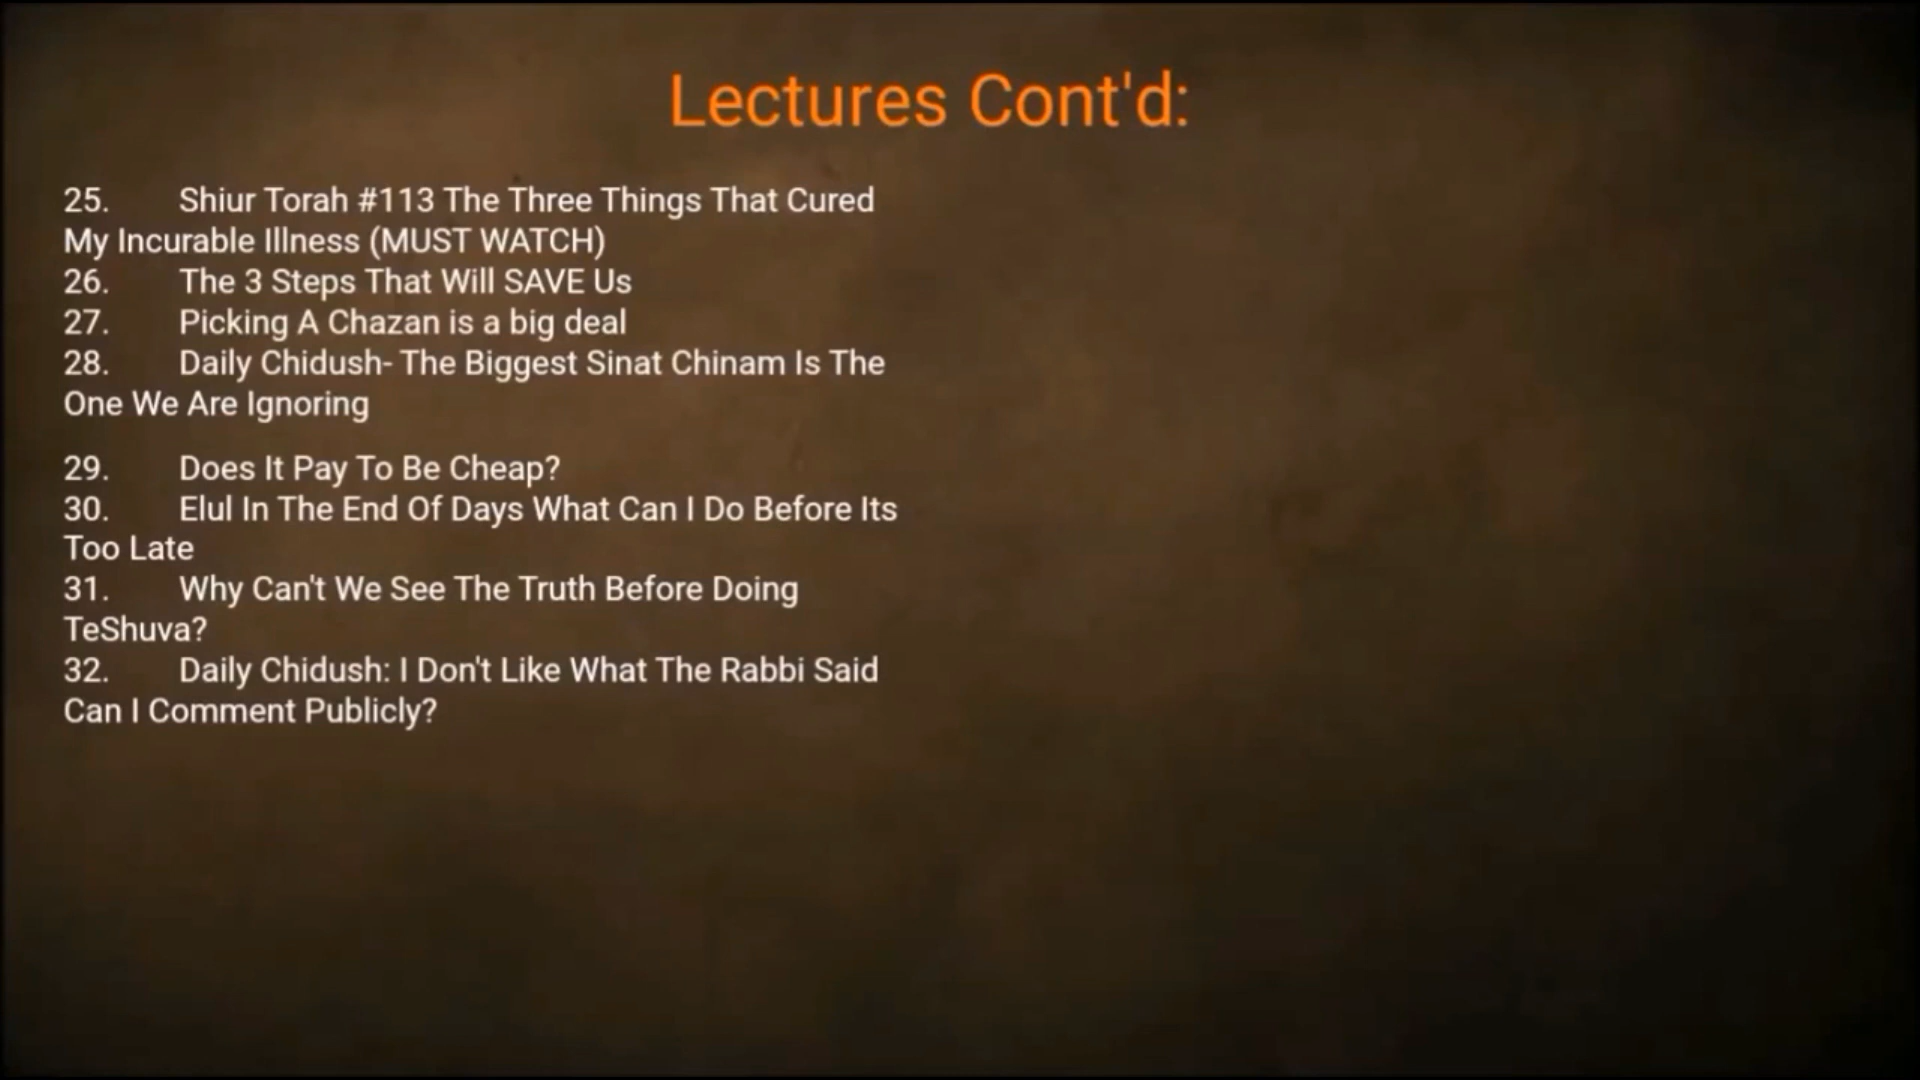 Lectures Cont'd:
25. Shiur Torah #113 The Three Things That Cured
My Incurable Illness (MUST WATCH)
26. The 3 Steps That Will SAVE Us
27. Picking A Chazan is a big deal
28. Daily Chidush- The Biggest Sinat Chinam Is The
One We Are Ignoring
29. Does It Pay To Be Cheap?
30. Elul In The End Of Days What Can I Do Before Its
Too Late
31. Why Can't We See The Truth Before Doing
TeShuva?
32. Daily Chidush: I Don't Like What The Rabbi Said
Can I Comment Publicly?